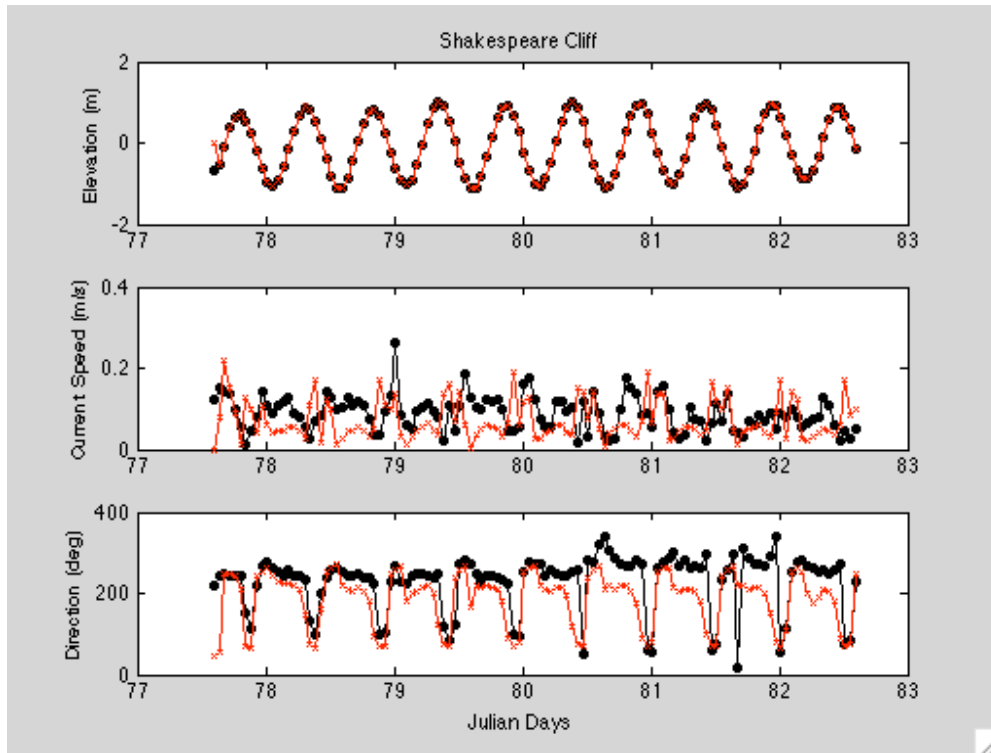 Shakespeare Cliff
2
0
-2
Elevation (m)
77 78 79 80 81 82 83
0.4
0.2
0
Current Speed (m/s)
77 78 79 80 81 82 83
400
200
0
Direction (deg)
77 78 79 80 81 82 83
Julian Days